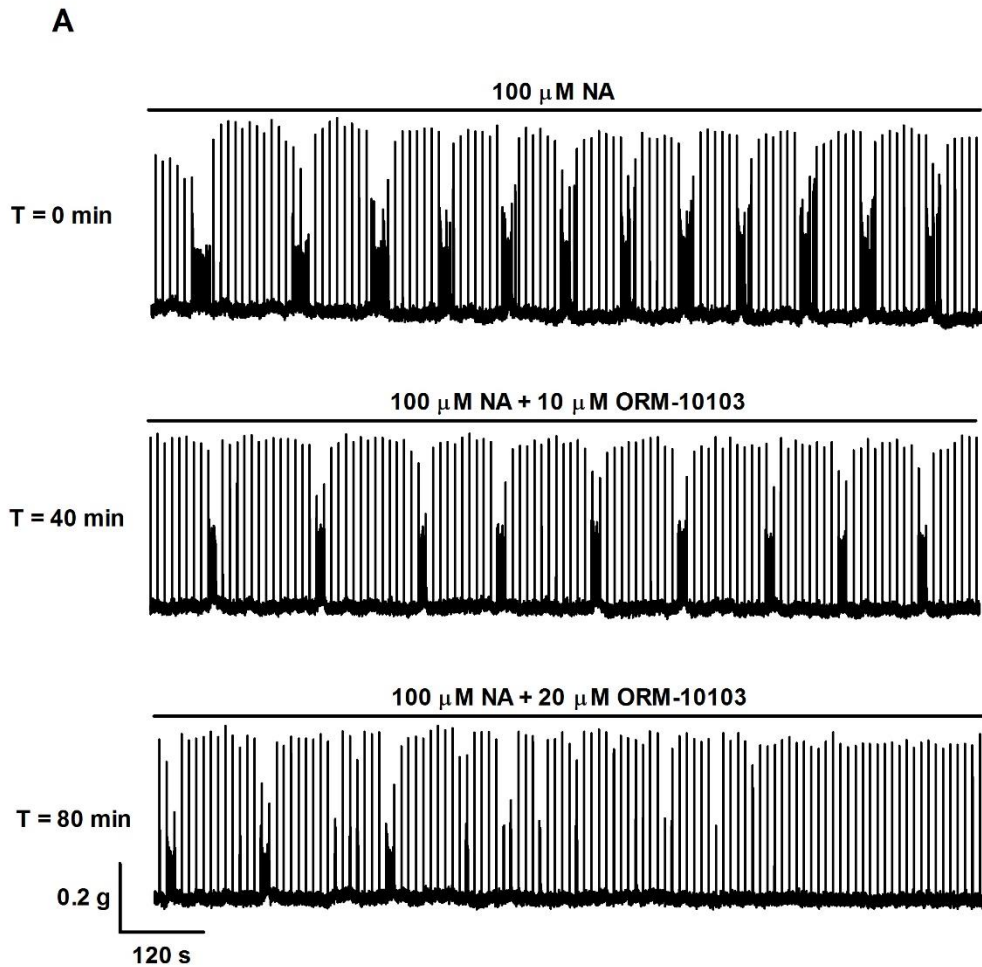 A
100 μM NA
T = 0 min
100 μM NA + 10 μM ORM-10103
T = 40 min
100 μM NA + 20 μM ORM-10103
T = 80 min
0.2 g
120 s